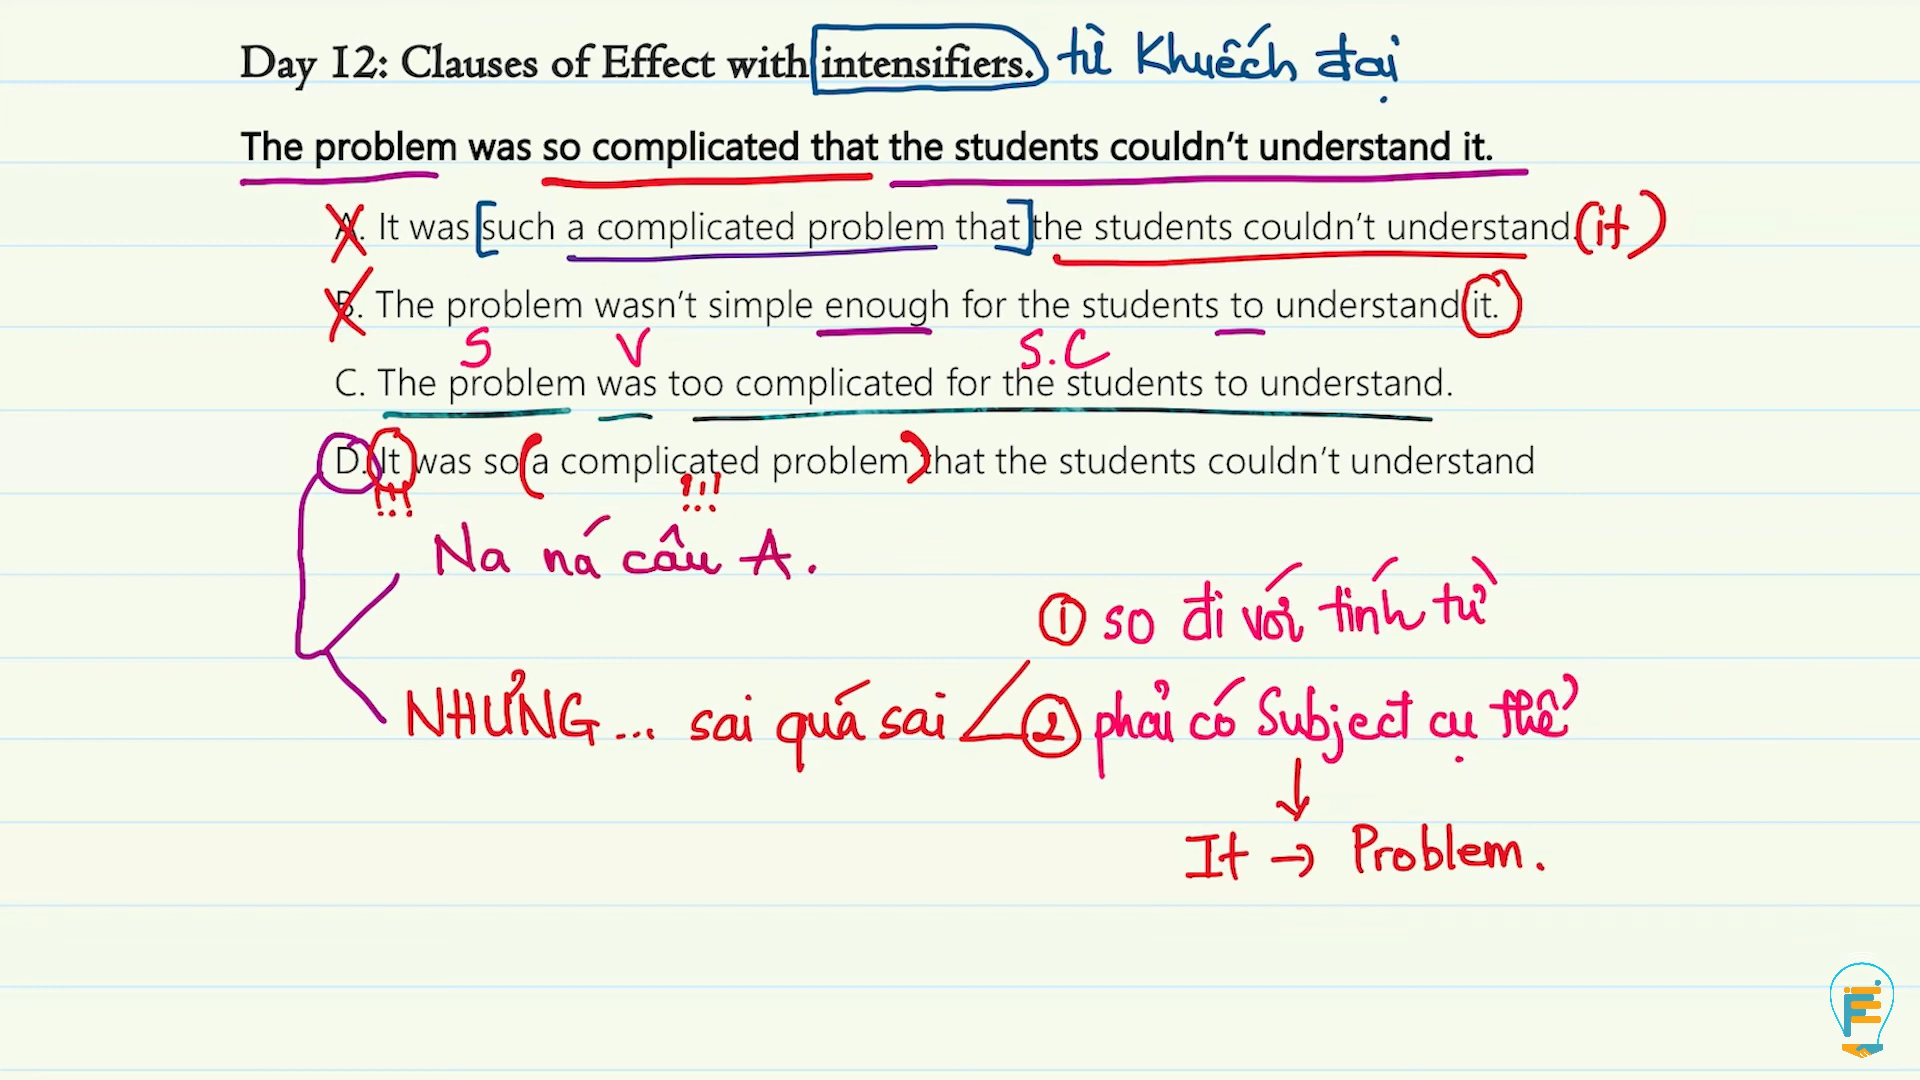 Day 12: Clauses of Effect with intensifiers. từ khuếch đại
The problem was so complicated that the students couldn't understand it.
A. It was [such a complicated problem that] the students couldn't understand. (it)
B. The problem wasn't simple enough for the students to understand it.
S V S.C
C. The problem was too complicated for the students to understand.
D. It was so (a complicated problem) that the students couldn't understand
!!! !!!
Na ná câu A.
① so đi với tính từ
NHƯNG... sai quá sai ② phải có Subject cụ thể
↓
It → Problem.